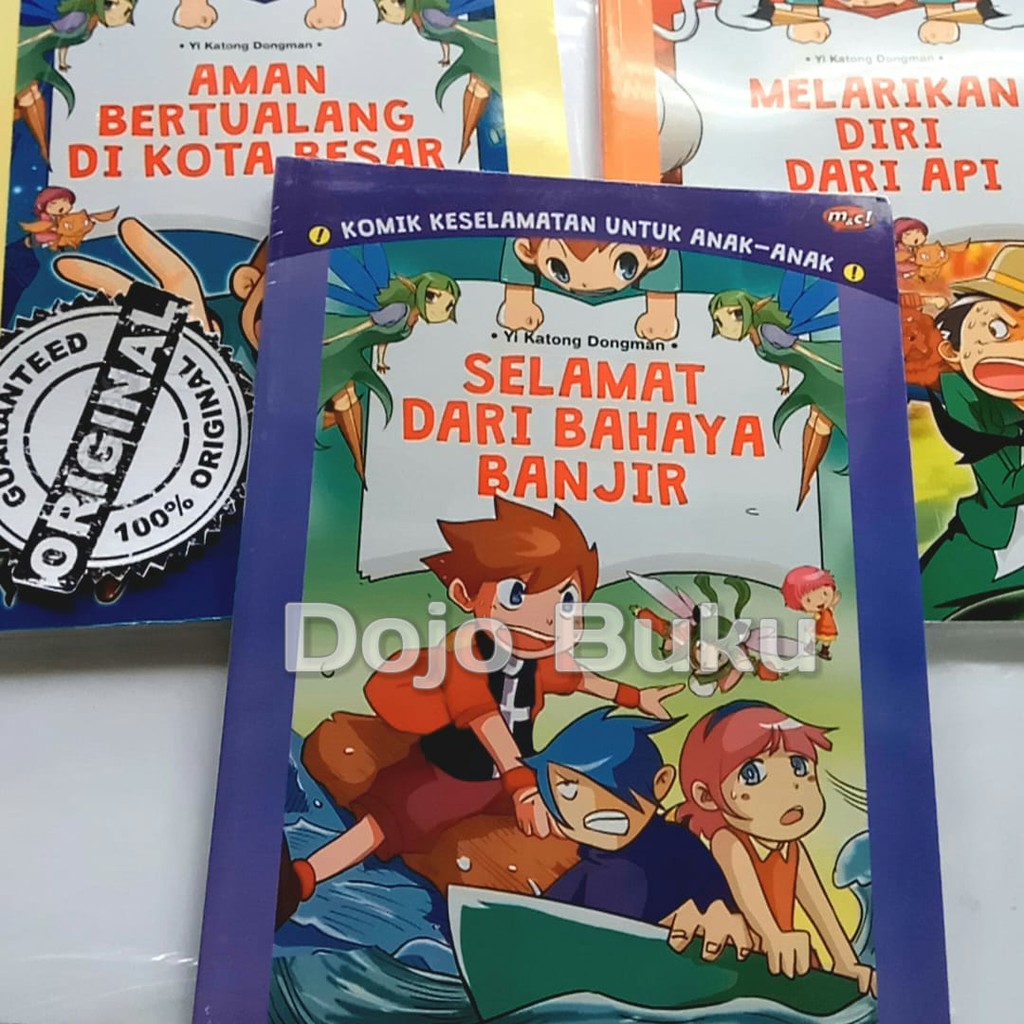 • Yi Katong Dongman •
AMAN
BERTUALANG
DI KOTA BESAR
• Yi Katong Dongman •
MELARIKAN
DIRI
DARI API
m&c!
! KOMIK KESELAMATAN UNTUK ANAK-ANAK !
• Yi Katong Dongman •
SELAMAT
DARI BAHAYA
BANJIR
GUARANTEED
ORIGINAL
100% ORIGINAL
Dojo Buku